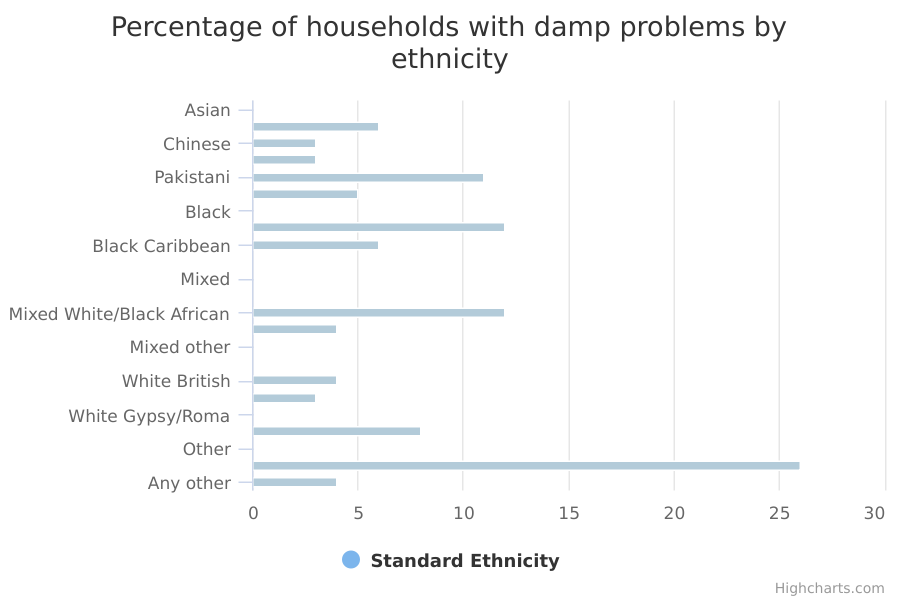 Percentage of households with damp problems by
ethnicity
Asian
Chinese
Pakistani
Black
Black Caribbean
Mixed
Mixed White/Black African
Mixed other
White British
White Gypsy/Roma
Other
Any other
0 5 10 15 20 25 30
Standard Ethnicity
Highcharts.com